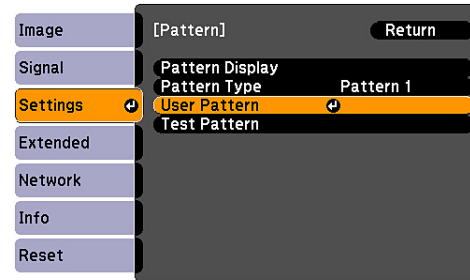 Image
Signal
Settings
Extended
Network
Info
Reset
[Pattern] Return
Pattern Display
Pattern Type Pattern 1
User Pattern
Test Pattern